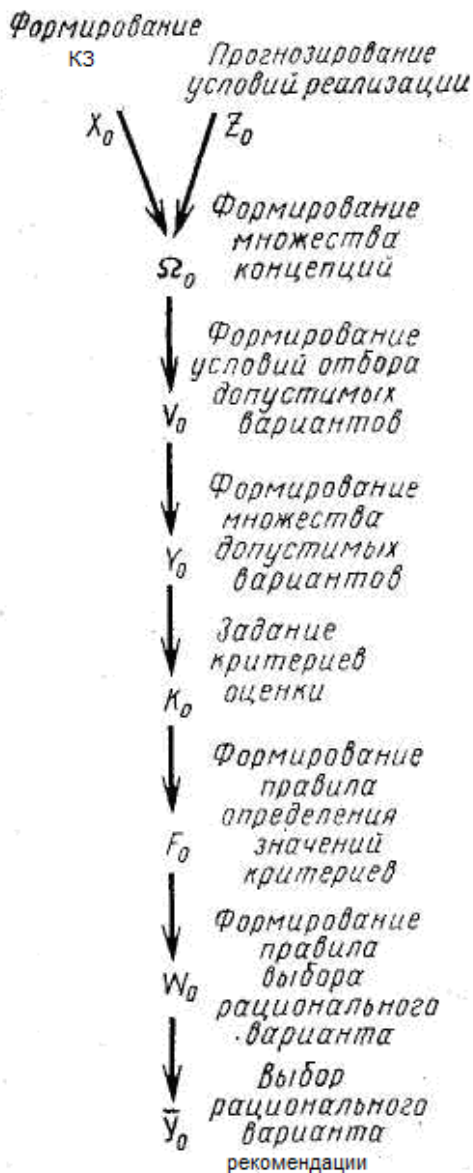 Формирование
КЗ
Прогнозирование
условий реализации
X₀
Z₀
Формирование
множества
концепций
Ω₀
Формирование
условий отбора
допустимых
вариантов
V₀
Формирование
множества
допустимых
вариантов
Y₀
Задание
критериев
оценки
K₀
Формирование
правила
определения
значений
критериев
F₀
Формирование
правила
выбора
рационального
варианта
W₀
Выбор
рационального
варианта
ȳ₀
рекомендации